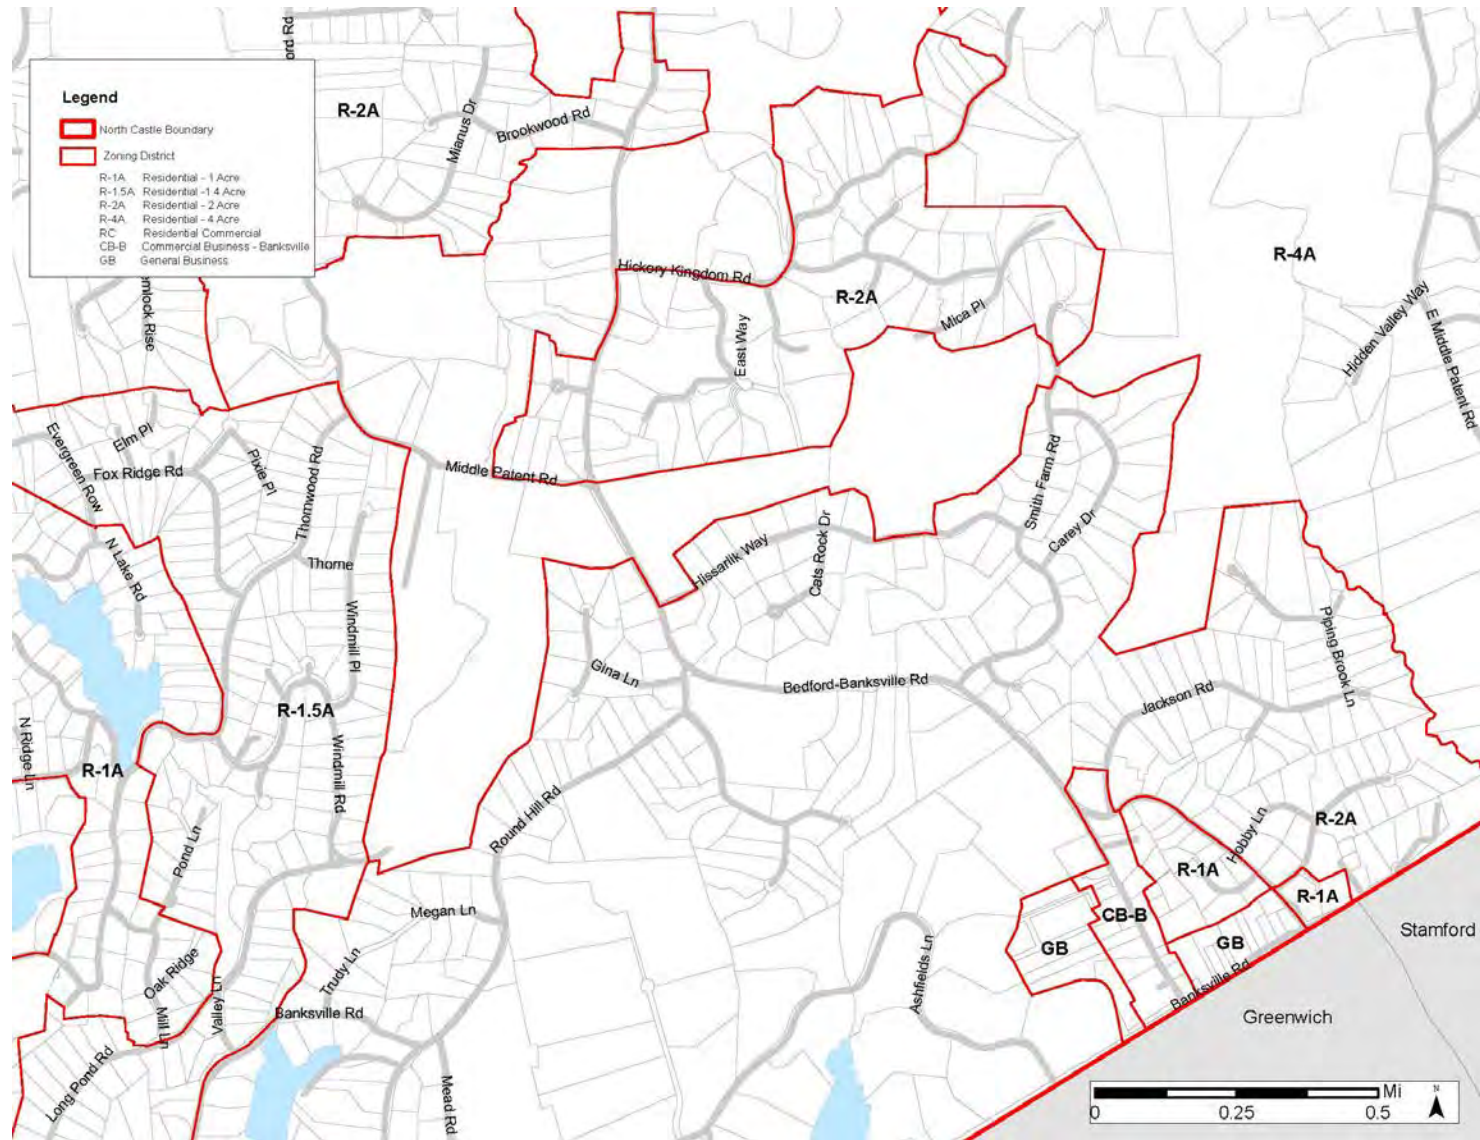 ord Rd
Legend
North Castle Boundary
Zoning District
R-1A Residential - 1 Acre
R-1.5A Residential -1 4 Acre
R-2A Residential - 2 Acre
R-4A Residential - 4 Acre
RC Residential Commercial
CB-B Commercial Business - Banksville
GB General Business
R-2A
Mianus Dr
Brookwood Rd
Hickory Kingdom Rd
R-4A
R-2A
Mica Pl
East Way
emlock Rise
Hidden Valley Way
E Middle Patent Rd
Elm Pl
Evergreen Row
Fox Ridge Rd
Pixie Pl
Thornwood Rd
Middle Patent Rd
Smith Farm Rd
Carey Dr
N Lake Rd
Thorne
Hissarlik Way
Cats Rock Dr
Windmill Pl
Piping Brook Ln
Gina Ln
Bedford-Banksville Rd
Jackson Rd
R-1.5A
N Ridge Ln
R-1A
Windmill Rd
Round Hill Rd
Pond Ln
Hobby Ln
R-2A
R-1A
R-1A
Megan Ln
CB-B
GB
GB
Stamford
Oak Ridge
Trudy Ln
Ashfields Ln
Banksville Rd
Valley Ln
Mill Ln
Banksville Rd
Greenwich
Long Pond Rd
Mead Rd
Mi
0 0.25 0.5
N